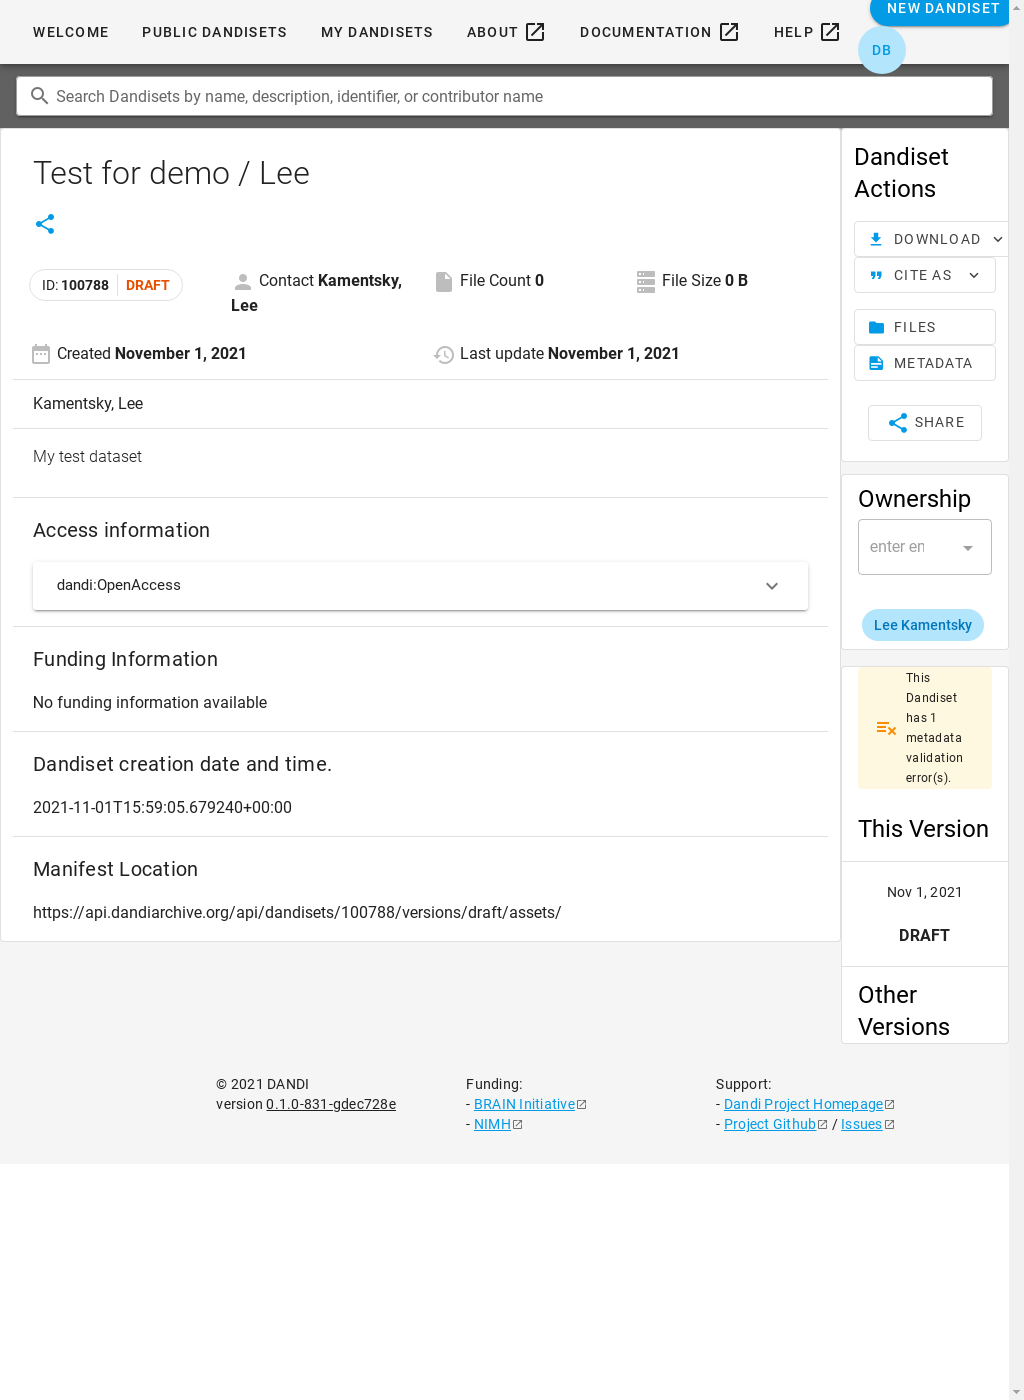 WELCOME
PUBLIC DANDISETS
MY DANDISETS
ABOUT
DOCUMENTATION
HELP
NEW DANDISET
DB
Search Dandisets by name, description, identifier, or contributor name
Test for demo / Lee
ID: 100788 DRAFT
Contact Kamentsky,
Lee
File Count 0
File Size 0 B
Created November 1, 2021
Last update November 1, 2021
Kamentsky, Lee
My test dataset
Access information
dandi:OpenAccess
Funding Information
No funding information available
Dandiset creation date and time.
2021-11-01T15:59:05.679240+00:00
Manifest Location
https://api.dandiarchive.org/api/dandisets/100788/versions/draft/assets/
Dandiset
Actions
DOWNLOAD
CITE AS
FILES
METADATA
SHARE
Ownership
enter en
Lee Kamentsky
This
Dandiset
has 1
metadata
validation
error(s).
This Version
Nov 1, 2021
DRAFT
Other
Versions
© 2021 DANDI
version 0.1.0-831-gdec728e
Funding:
- BRAIN Initiative
- NIMH
Support:
- Dandi Project Homepage
- Project Github / Issues